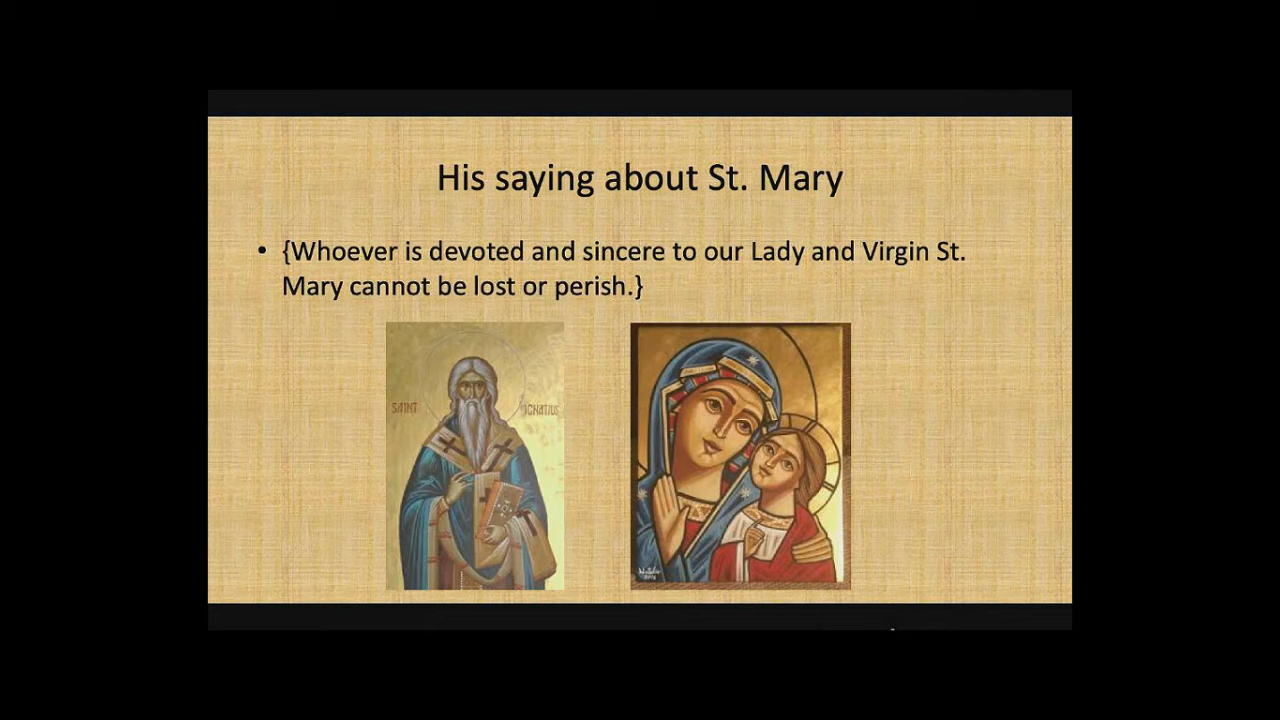 His saying about St. Mary
• {Whoever is devoted and sincere to our Lady and Virgin St.
Mary cannot be lost or perish.}
SAINT IGNATIUS